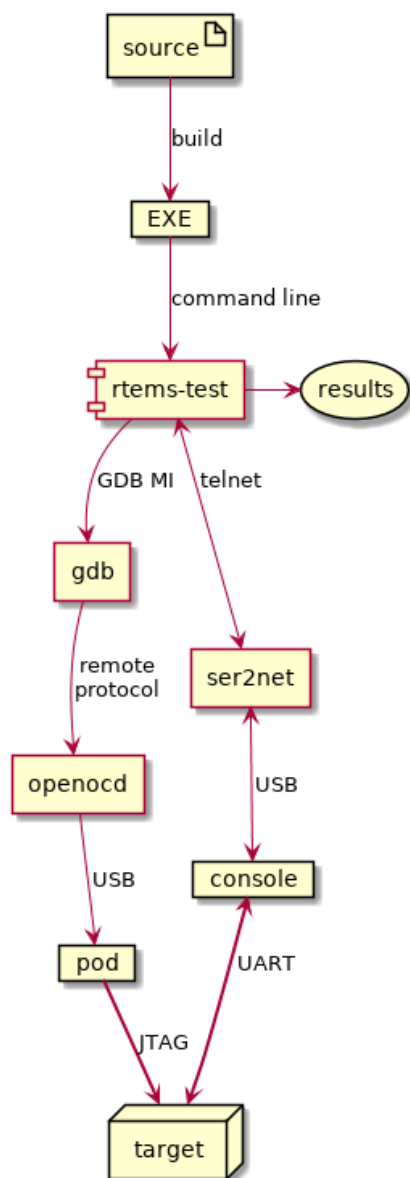 source
build
EXE
command line
rtems-test
results
GDB MI
telnet
gdb
ser2net
remote
protocol
openocd
USB
console
USB
pod
UART
JTAG
target